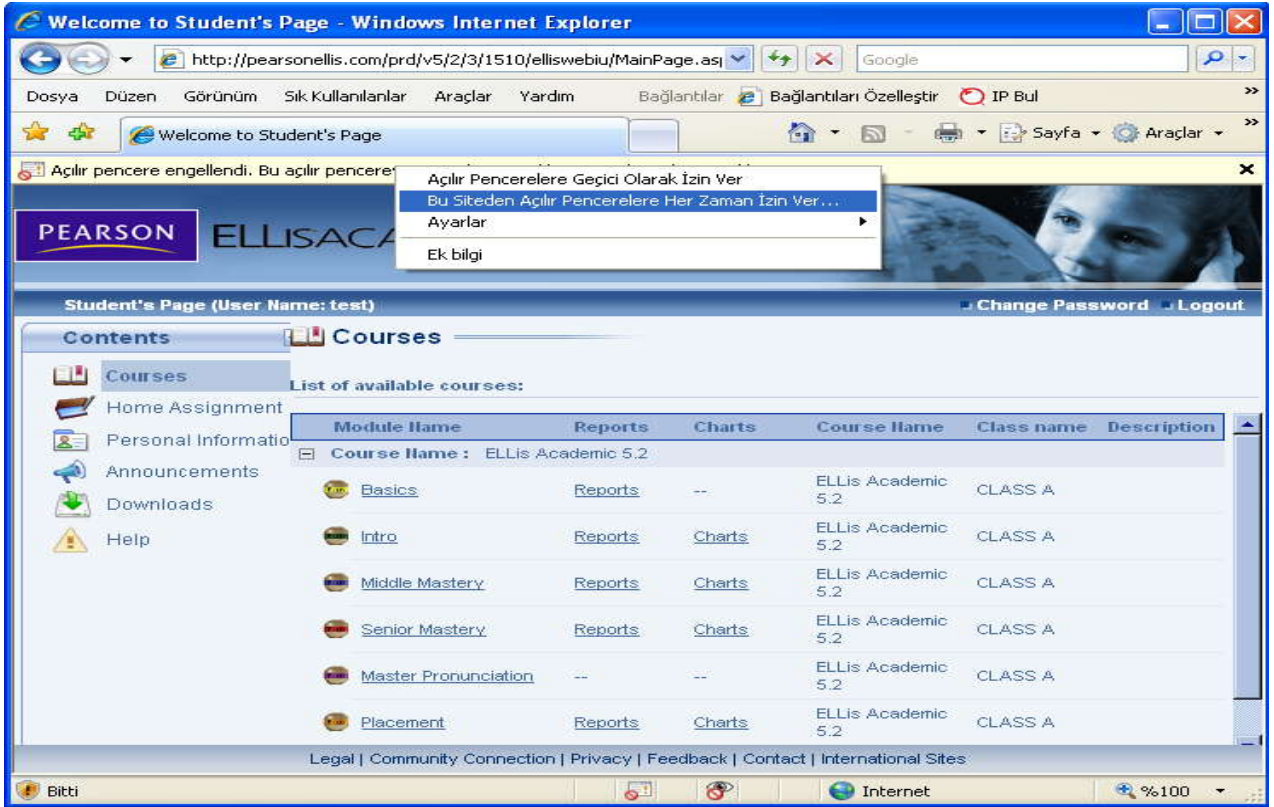 Welcome to Student's Page - Windows Internet Explorer
http://pearsonellis.com/prd/v5/2/3/1510/elliswebiu/MainPage.asp
Google
Dosya Düzen Görünüm Sık Kullanılanlar Araçlar Yardım Bağlantılar Bağlantıları Özelleştir IP Bul »
Welcome to Student's Page Sayfa Araçlar »
Açılır pencere engellendi. Bu açılır pencere
Açılır Pencerelere Geçici Olarak İzin Ver
Bu Siteden Açılır Pencerelere Her Zaman İzin Ver...
Ayarlar
Ek bilgi
PEARSON ELLISACA
Student's Page (User Name: test) Change Password Logout
Contents
Courses
Home Assignment
Personal Informatio
Announcements
Downloads
Help
Courses
List of available courses:
Module Name Reports Charts Course Name Class name Description
Course Name : ELLis Academic 5.2
Basics Reports -- ELLis Academic 5.2 CLASS A
Intro Reports Charts ELLis Academic 5.2 CLASS A
Middle Mastery Reports Charts ELLis Academic 5.2 CLASS A
Senior Mastery Reports Charts ELLis Academic 5.2 CLASS A
Master Pronunciation -- -- ELLis Academic 5.2 CLASS A
Placement Reports Charts ELLis Academic 5.2 CLASS A
Legal | Community Connection | Privacy | Feedback | Contact | International Sites
Bitti Internet %100